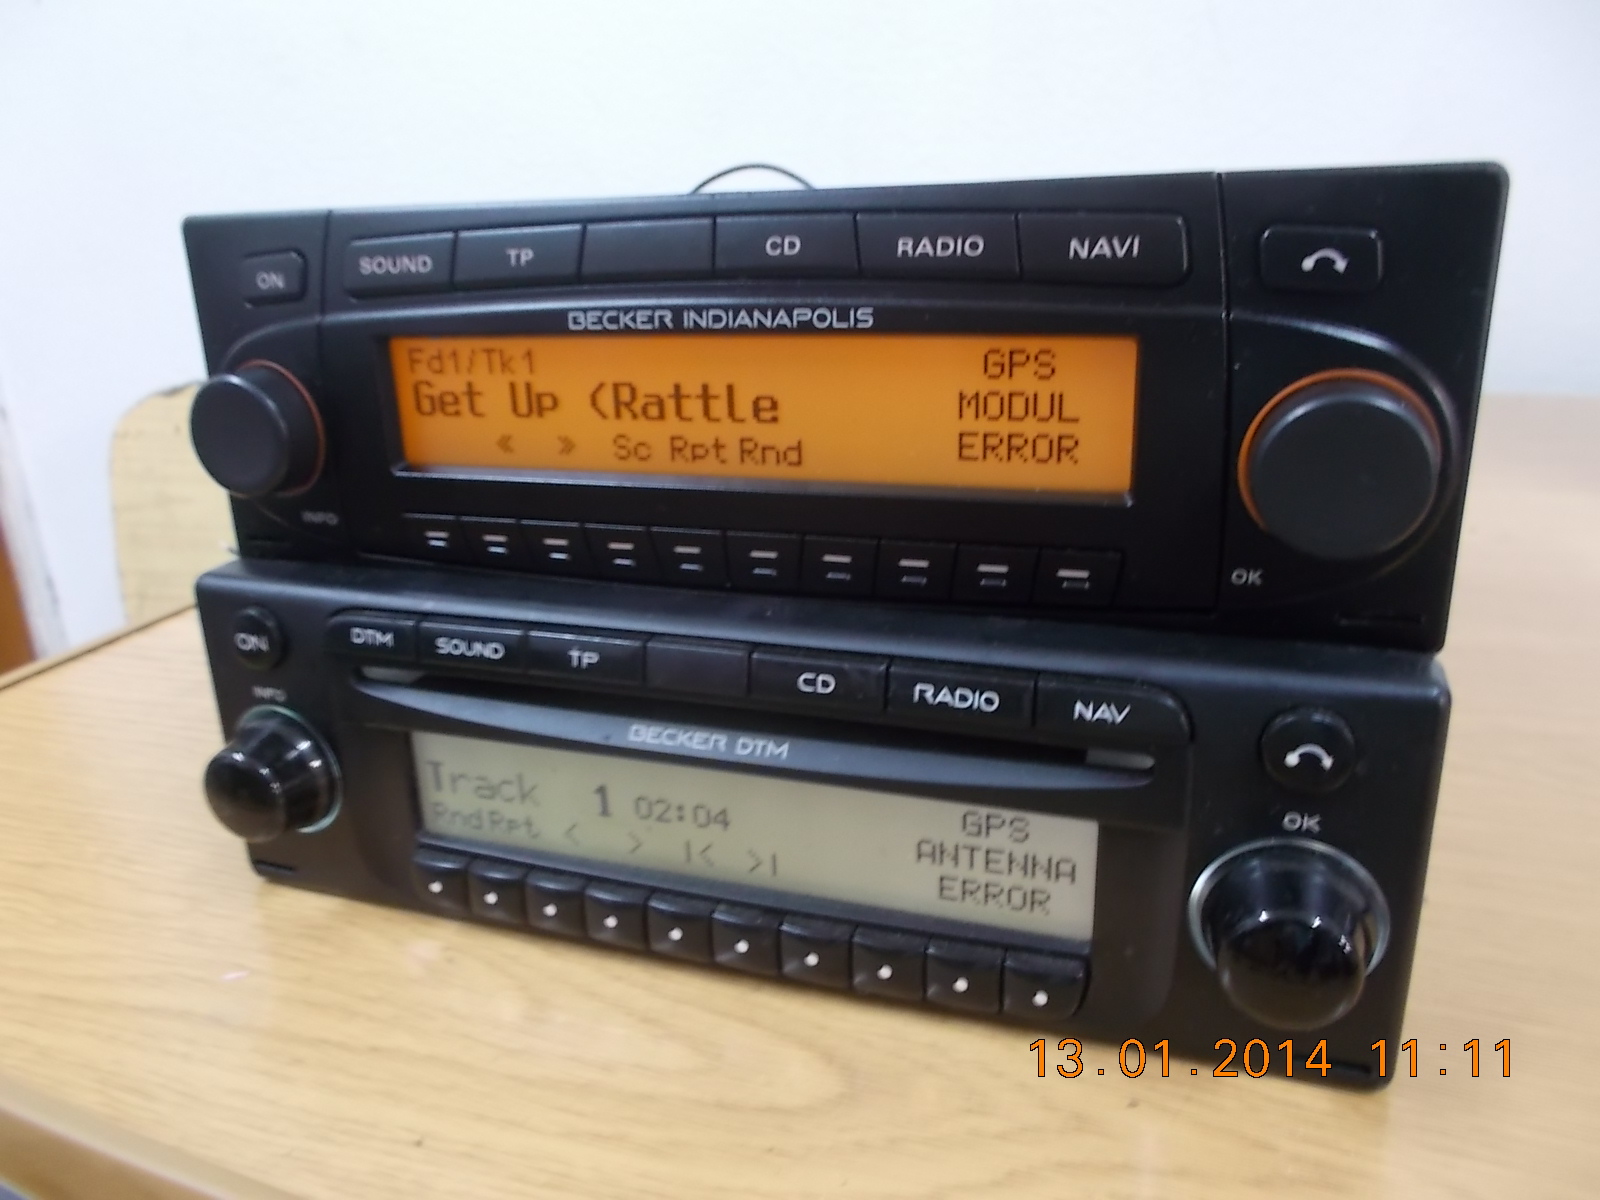 ON
SOUND TP CD RADIO NAVI
BECKER INDIANAPOLIS
Fd1/Tk1
Get Up (Rattle
« » Sc Rpt Rnd
GPS
MODUL
ERROR
INFO
OK
ON
DTM SOUND TP CD RADIO NAV
INFO
BECKER DTM
Track 1 02:04
Rnd Rpt < > |< >|
GPS
ANTENNA
ERROR
OK
13.01.2014 11:11